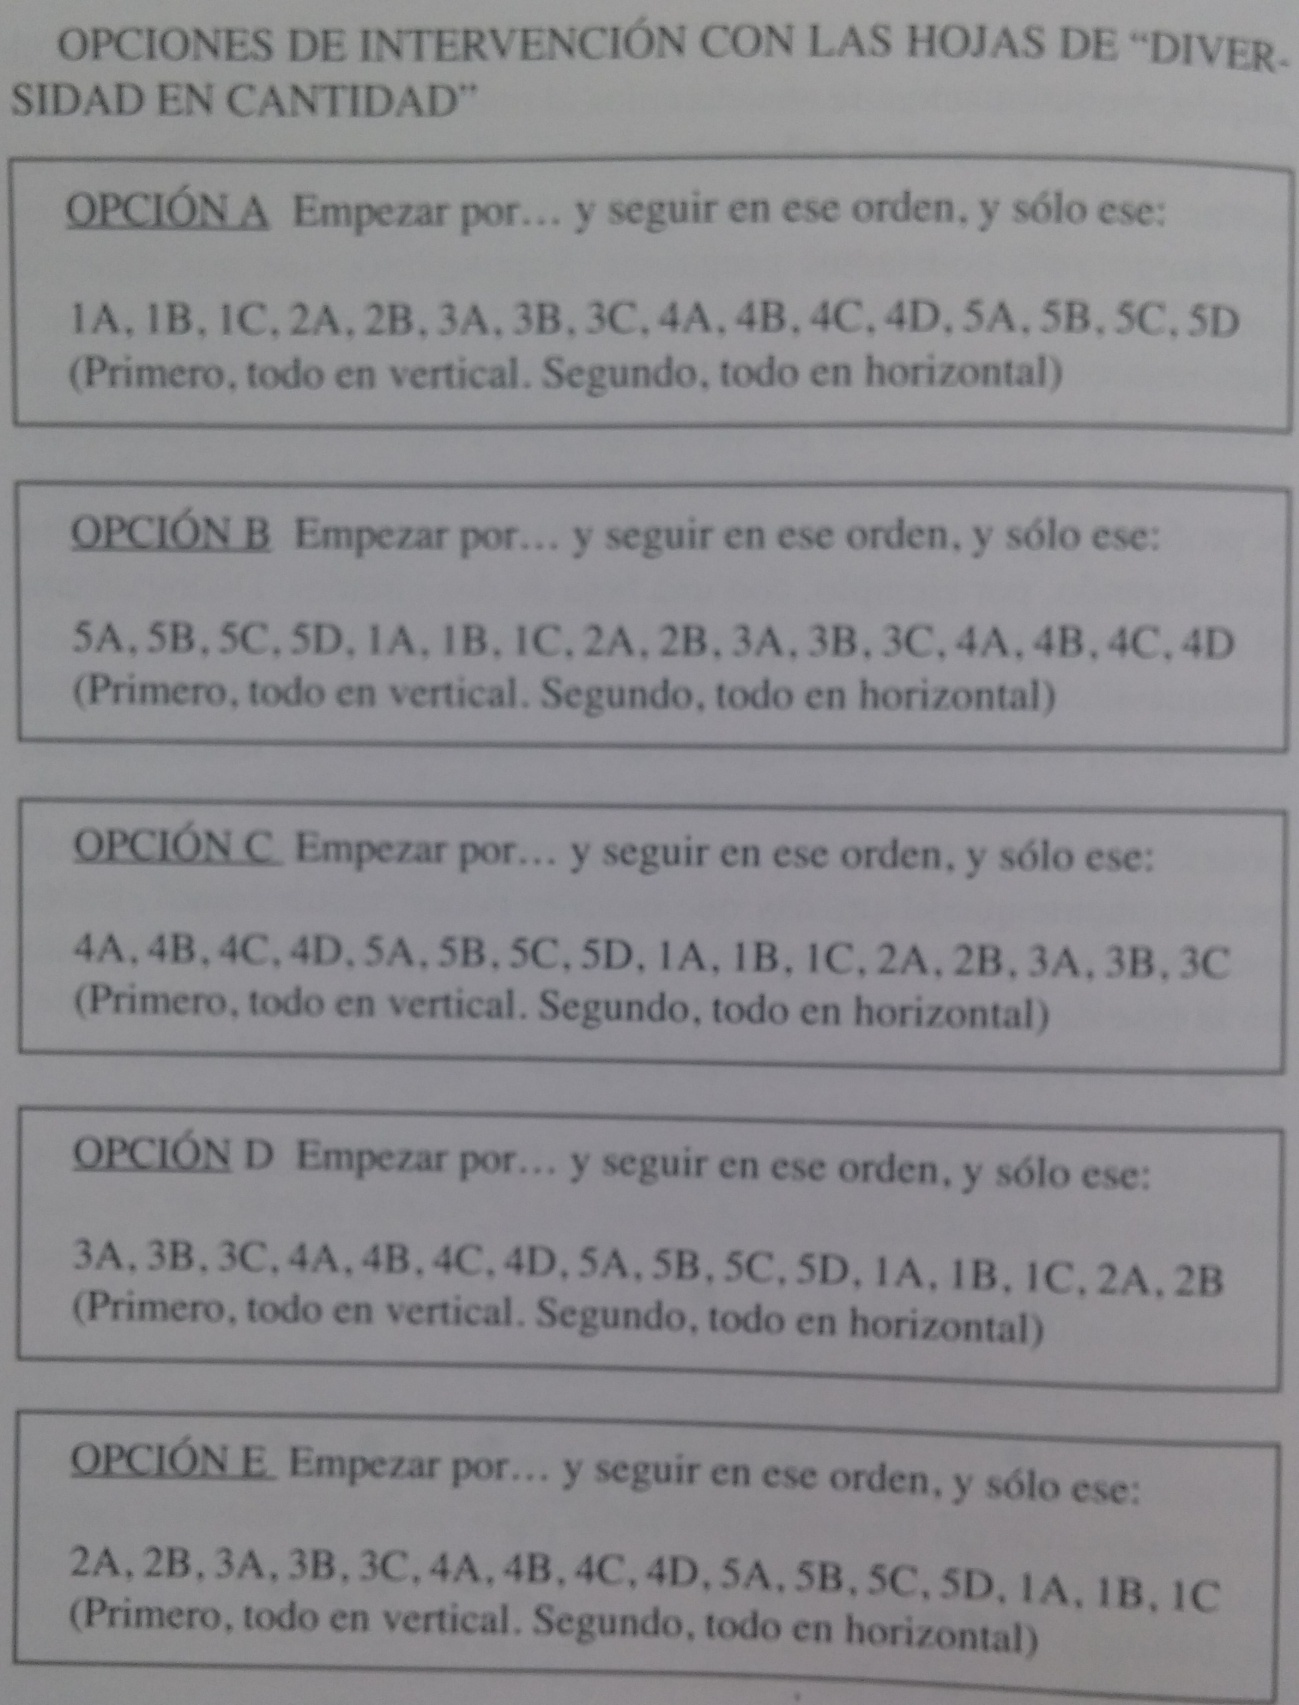 OPCIONES DE INTERVENCIÓN CON LAS HOJAS DE “DIVER-
SIDAD EN CANTIDAD”
OPCIÓN A Empezar por... y seguir en ese orden, y sólo ese:
1A, 1B, 1C, 2A, 2B, 3A, 3B, 3C, 4A, 4B, 4C, 4D, 5A, 5B, 5C, 5D
(Primero, todo en vertical. Segundo, todo en horizontal)
OPCIÓN B Empezar por... y seguir en ese orden, y sólo ese:
5A, 5B, 5C, 5D, 1A, 1B, 1C, 2A, 2B, 3A, 3B, 3C, 4A, 4B, 4C, 4D
(Primero, todo en vertical. Segundo, todo en horizontal)
OPCIÓN C Empezar por... y seguir en ese orden, y sólo ese:
4A, 4B, 4C, 4D, 5A, 5B, 5C, 5D, 1A, 1B, 1C, 2A, 2B, 3A, 3B, 3C
(Primero, todo en vertical. Segundo, todo en horizontal)
OPCIÓN D Empezar por... y seguir en ese orden, y sólo ese:
3A, 3B, 3C, 4A, 4B, 4C, 4D, 5A, 5B, 5C, 5D, 1A, 1B, 1C, 2A, 2B
(Primero, todo en vertical. Segundo, todo en horizontal)
OPCIÓN E Empezar por... y seguir en ese orden, y sólo ese:
2A, 2B, 3A, 3B, 3C, 4A, 4B, 4C, 4D, 5A, 5B, 5C, 5D, 1A, 1B, 1C
(Primero, todo en vertical. Segundo, todo en horizontal)